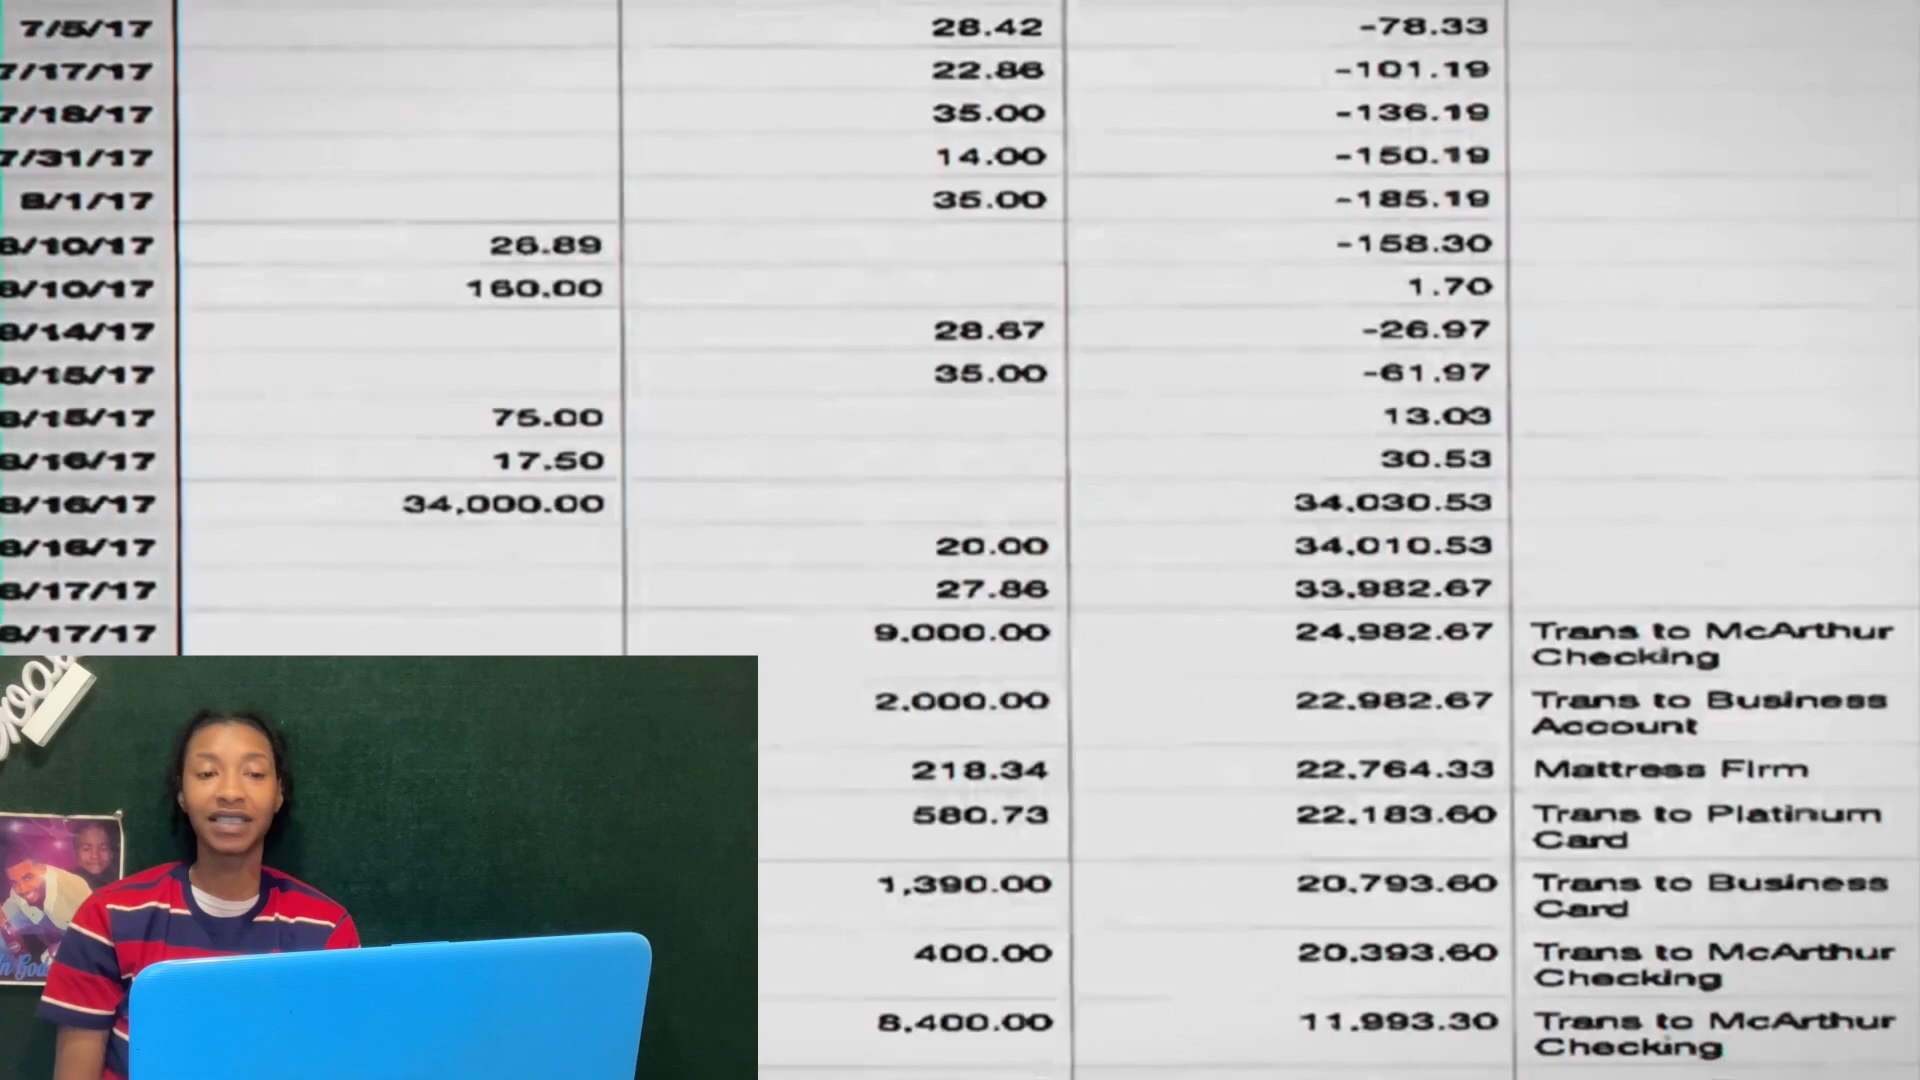 7/5/17 28.42 -78.33
7/17/17 22.86 -101.19
7/18/17 35.00 -136.19
7/31/17 14.00 -150.19
8/1/17 35.00 -185.19
8/10/17 26.89 -158.30
8/10/17 160.00 1.70
8/14/17 28.67 -26.97
8/15/17 35.00 -61.97
8/15/17 75.00 13.03
8/16/17 17.50 30.53
8/16/17 34,000.00 34,030.53
8/16/17 20.00 34,010.53
8/17/17 27.86 33,982.67
8/17/17 9,000.00 24,982.67 Trans to McArthur
Checking
2,000.00 22,982.67 Trans to Business
Account
218.34 22,764.33 Mattress Firm
580.73 22,183.60 Trans to Platinum
Card
1,390.00 20,793.60 Trans to Business
Card
400.00 20,393.60 Trans to McArthur
Checking
8,400.00 11,993.30 Trans to McArthur
Checking
In God